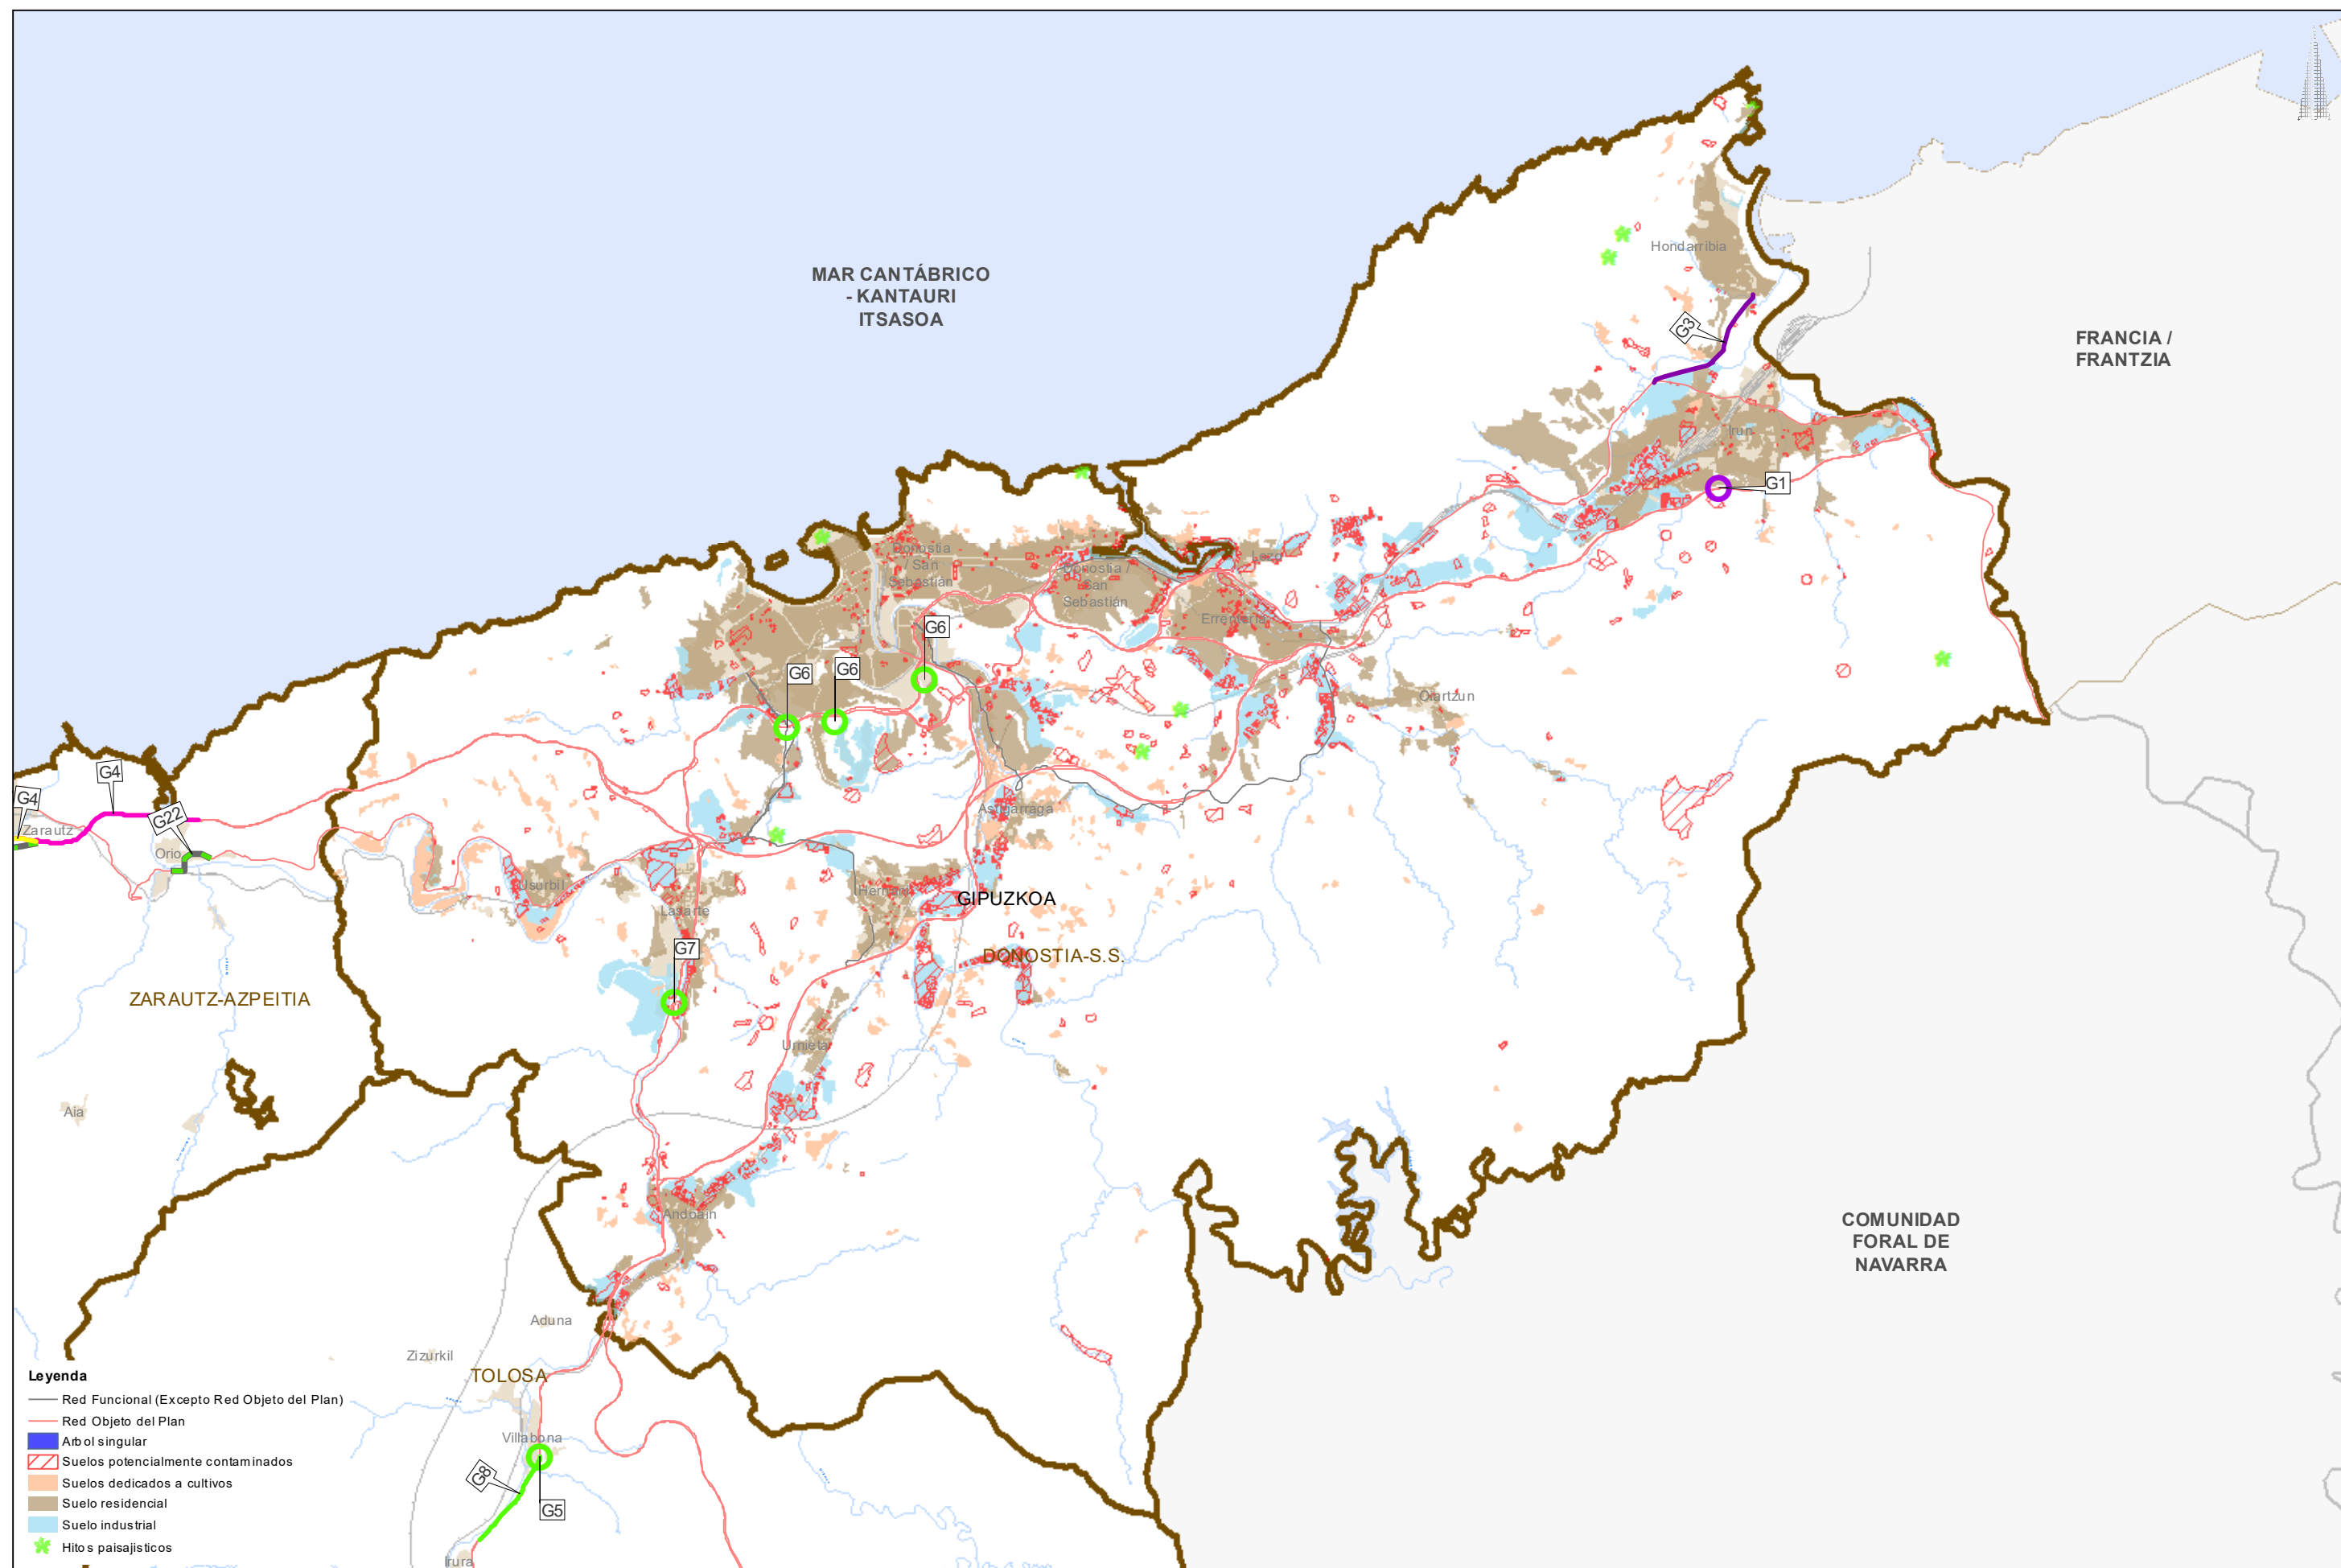 MAR CANTÁBRICO
- KANTAURI
ITSASOA
Hondarribia
G3
FRANCIA /
FRANTZIA
Irun
G1
Donostia
/ San
Sebastián
Donostia /
San
Sebastián
Lezo
Errenteria
G6
G6
G6
Oiartzun
G4
G4
G22
Zarautz
Orio
Astigarraga
Usurbil
Hernani
Lasarte
GIPUZKOA
G7
DONOSTIA-S.S.
ZARAUTZ-AZPEITIA
Urnieta
Aia
Andoain
COMUNIDAD
FORAL DE
NAVARRA
Aduna
Zizurkil
TOLOSA
Villabona
G8
G5
Irura
Leyenda
Red Funcional (Excepto Red Objeto del Plan)
Red Objeto del Plan
Arbol singular
Suelos potencialmente contaminados
Suelos dedicados a cultivos
Suelo residencial
Suelo industrial
Hitos paisajisticos